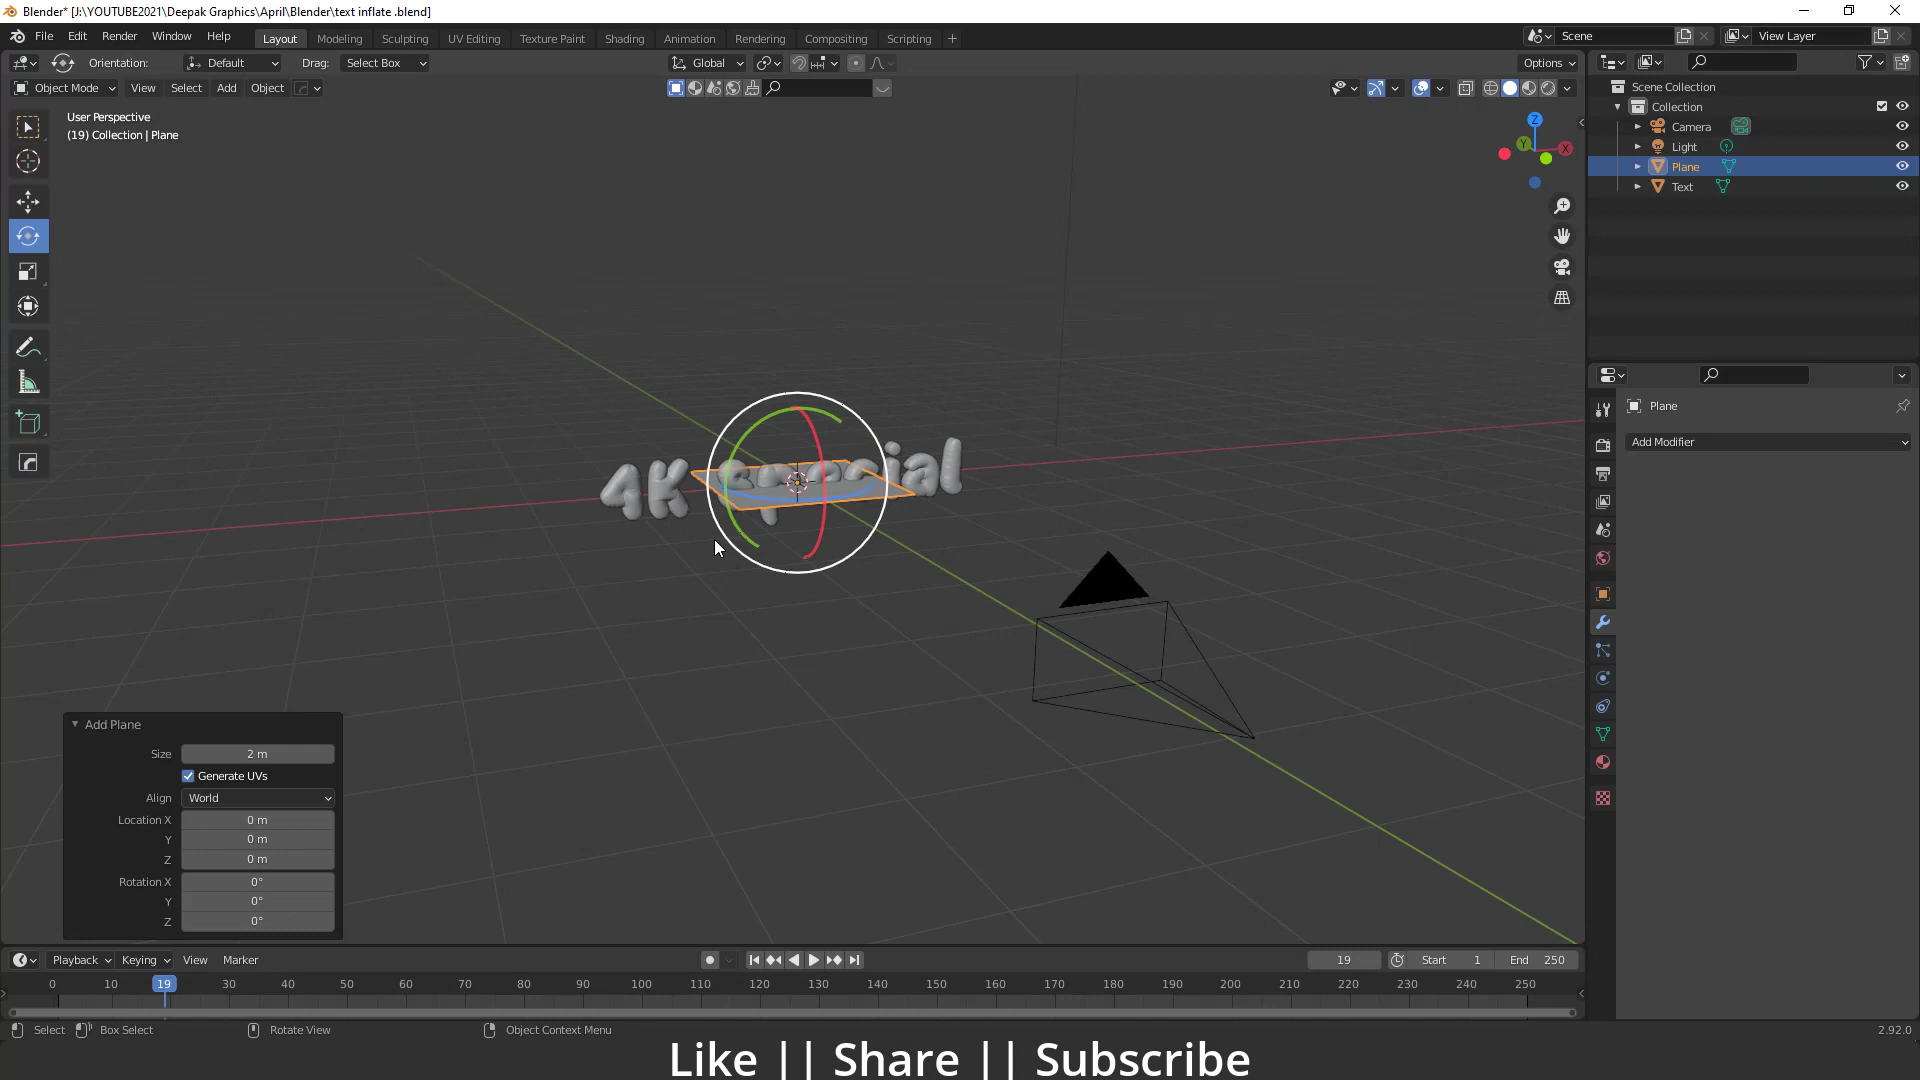 Blender* [J:\YOUTUBE2021\Deepak Graphics\April\Blender\text inflate .blend]
File Edit Render Window Help
Layout Modeling Sculpting UV Editing Texture Paint Shading Animation Rendering Compositing Scripting
Scene
View Layer
Orientation: Default Drag: Select Box
Global
Options
Object Mode View Select Add Object
User Perspective
(19) Collection | Plane
Z
Y
X
Scene Collection
Collection
Camera
Light
Plane
Text
Plane
Add Modifier
4K special
Add Plane
Size 2 m
Generate UVs
Align World
Location X 0 m
Y 0 m
Z 0 m
Rotation X 0°
Y 0°
Z 0°
Playback Keying View Marker
19 Start 1 End 250
0 10 19 30 40 50 60 70 80 90 100 110 120 130 140 150 160 170 180 190 200 210 220 230 240 250
Select Box Select Rotate View Object Context Menu
2.92.0
Like || Share || Subscribe